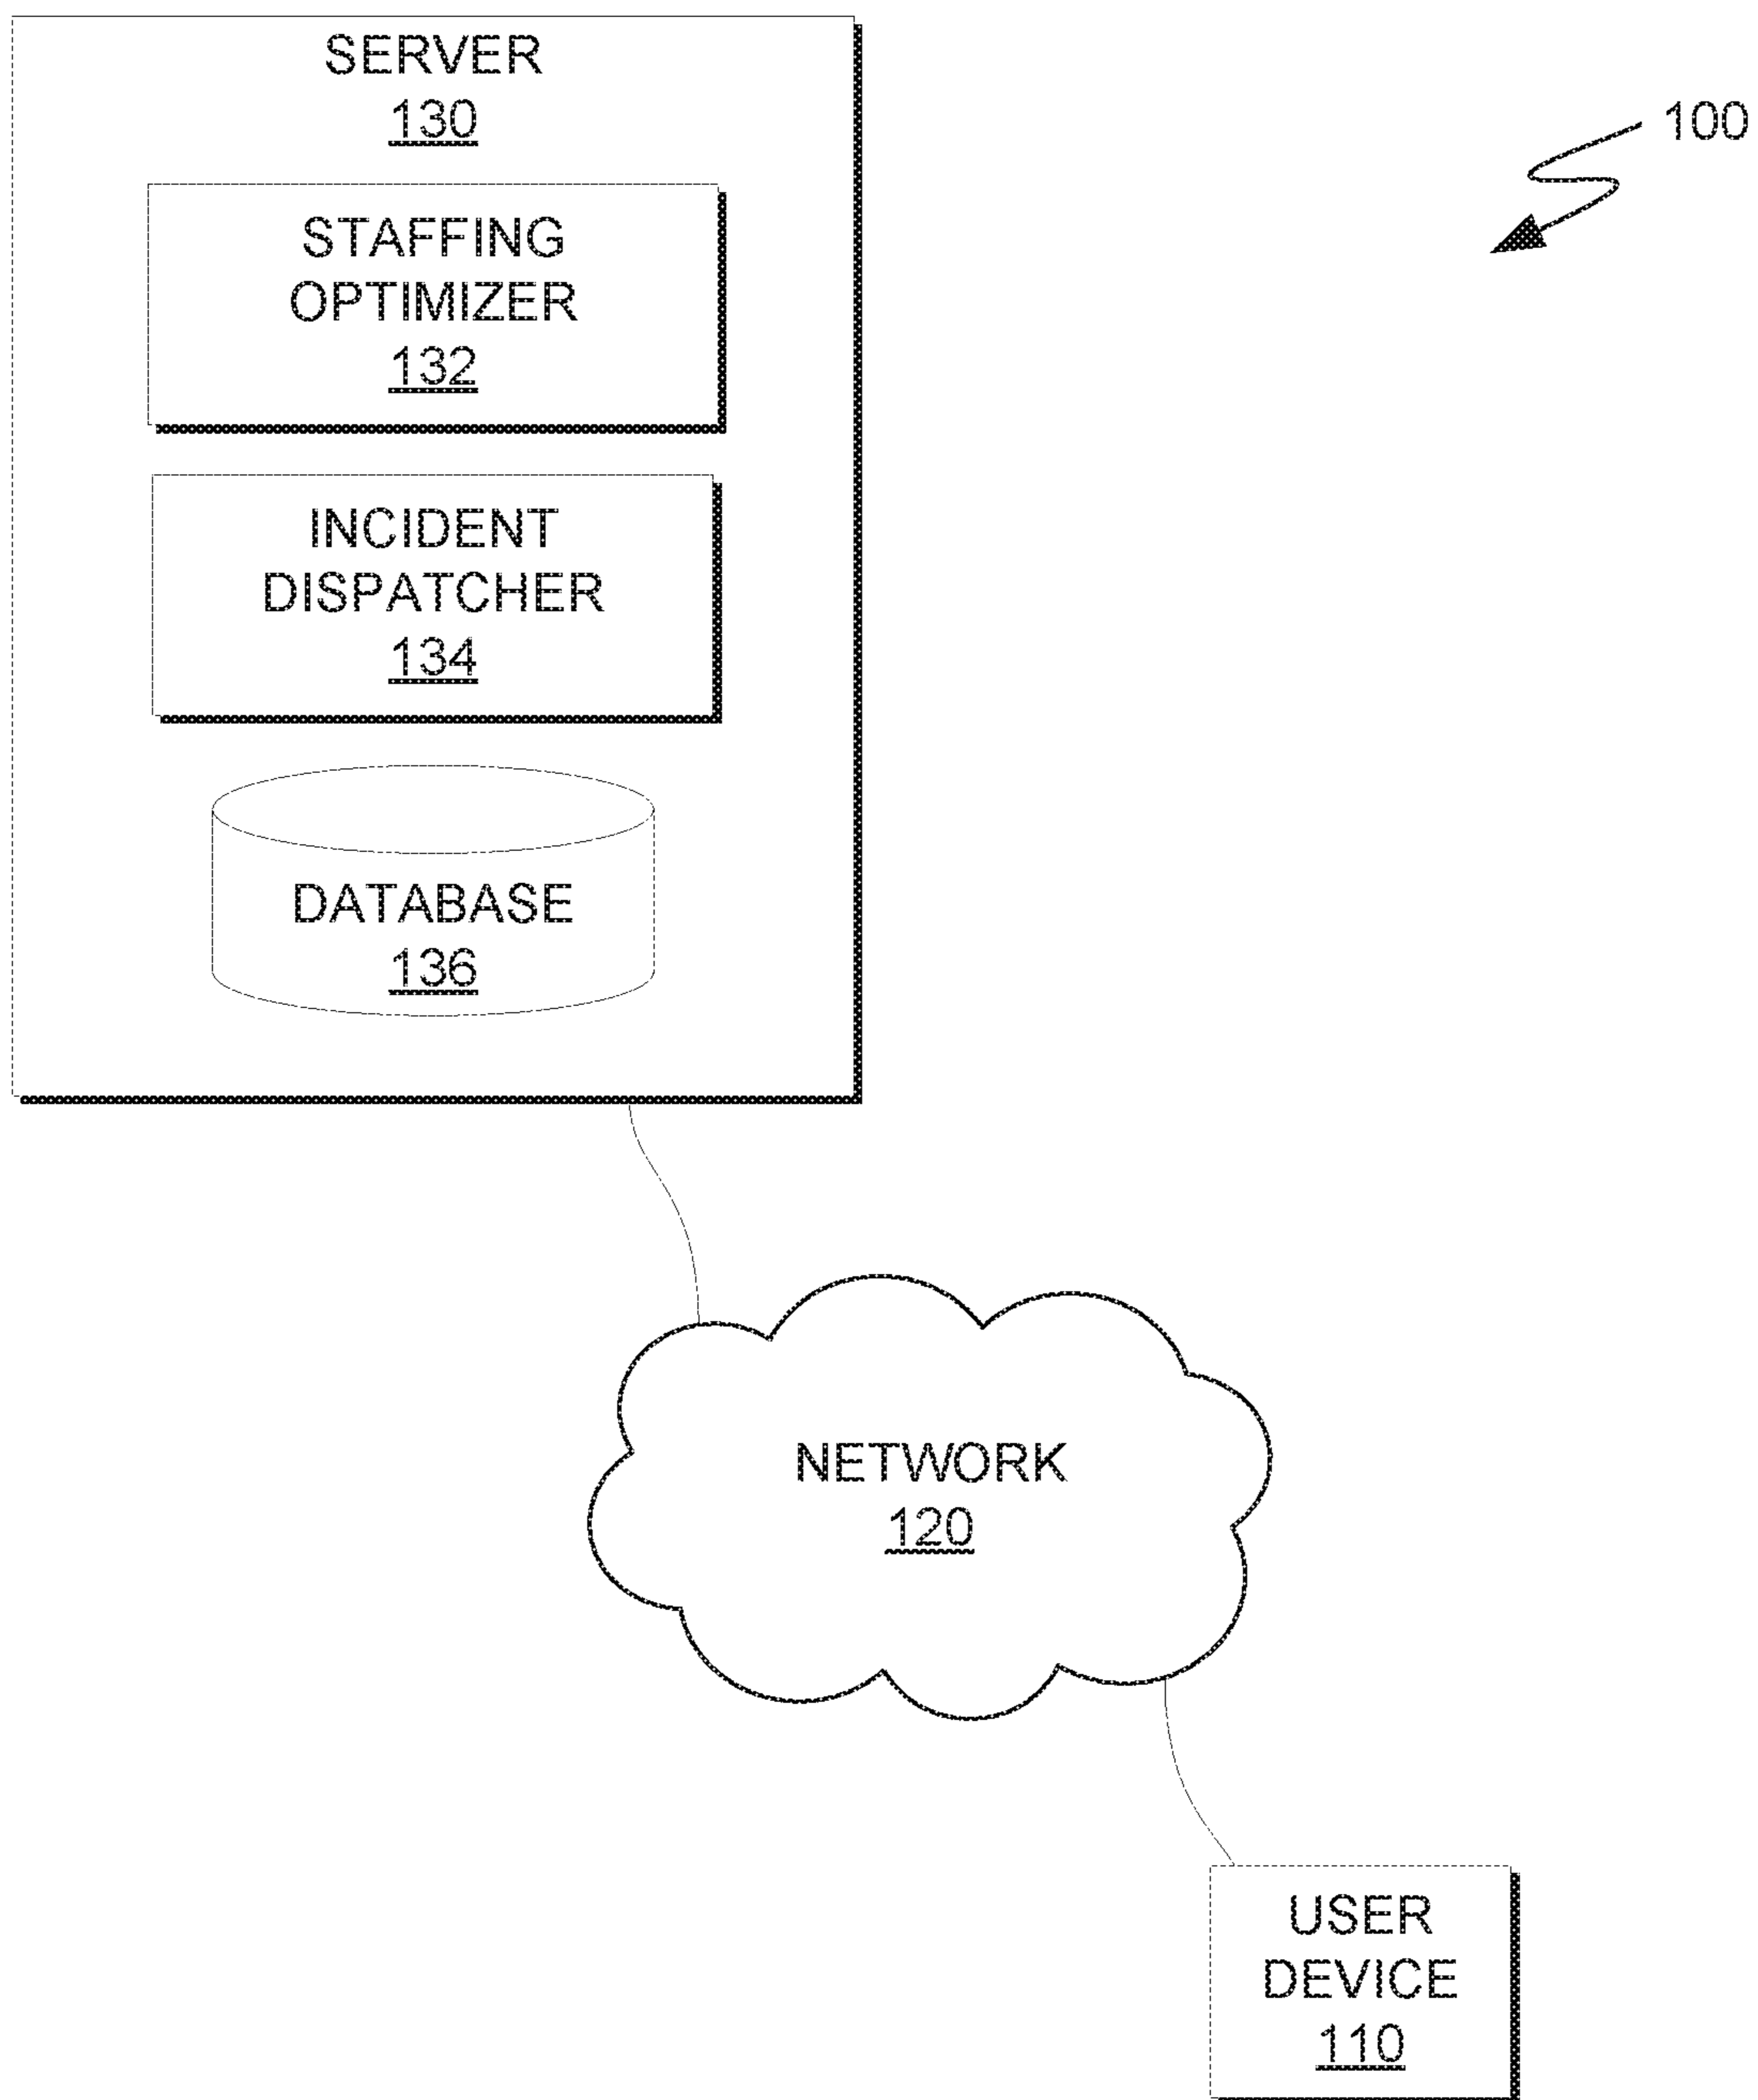 SERVER
130
100
STAFFING
OPTIMIZER
132
INCIDENT
DISPATCHER
134
DATABASE
136
NETWORK
120
USER
DEVICE
110